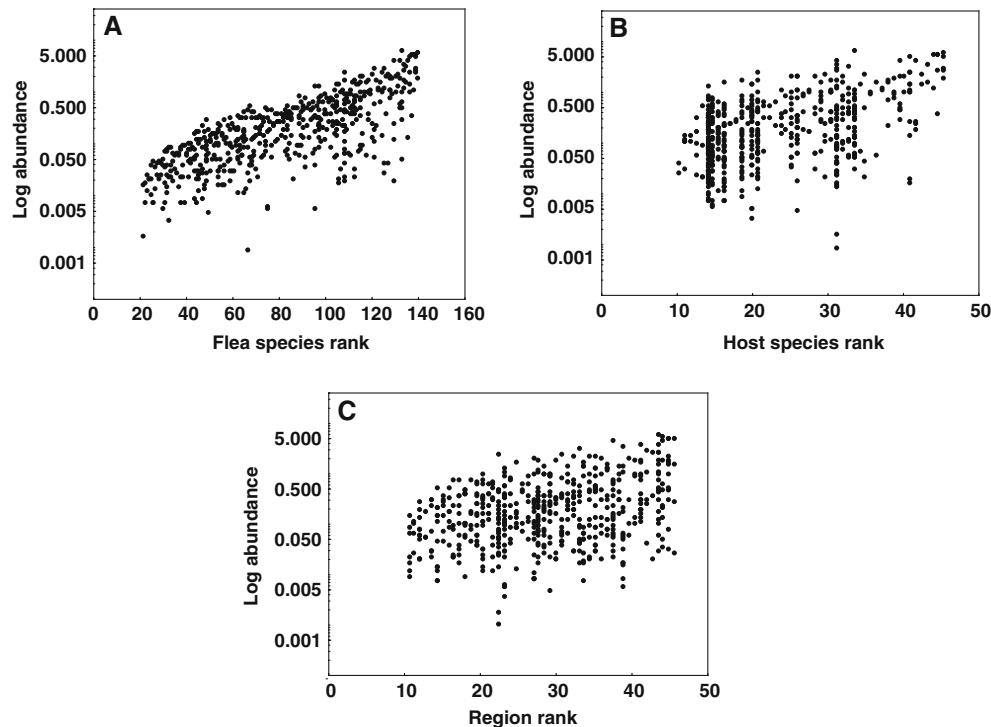 A
Log abundance
5.000
0.500
0.050
0.005
0.001
0 20 40 60 80 100 120 140 160
Flea species rank
B
Log abundance
5.000
0.500
0.050
0.005
0.001
0 10 20 30 40 50
Host species rank
C
Log abundance
5.000
0.500
0.050
0.005
0.001
0 10 20 30 40 50
Region rank